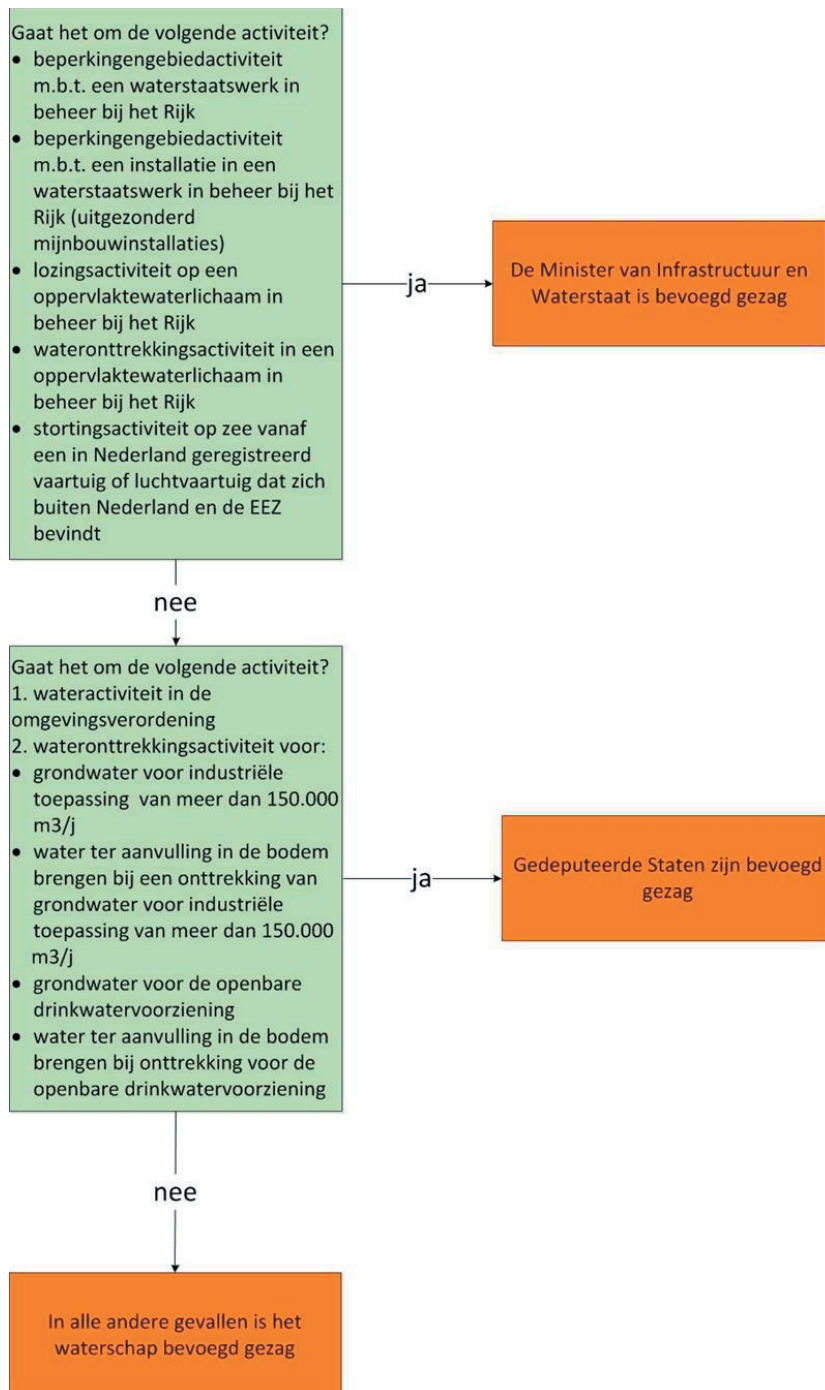 Gaat het om de volgende activiteit?
• beperkingengebiedactiviteit
m.b.t. een waterstaatswerk in
beheer bij het Rijk
• beperkingengebiedactiviteit
m.b.t. een installatie in een
waterstaatswerk in beheer bij het
Rijk (uitgezonderd
mijnbouwinstallaties)
• lozingsactiviteit op een
oppervlaktewaterlichaam in
beheer bij het Rijk
• wateronttrekkingsactiviteit in een
oppervlaktewaterlichaam in
beheer bij het Rijk
• stortingsactiviteit op zee vanaf
een in Nederland geregistreerd
vaartuig of luchtvaartuig dat zich
buiten Nederland en de EEZ
bevindt
ja
De Minister van Infrastructuur en
Waterstaat is bevoegd gezag
nee
Gaat het om de volgende activiteit?
1. wateractiviteit in de
omgevingsverordening
2. wateronttrekkingsactiviteit voor:
• grondwater voor industriële
toepassing van meer dan 150.000
m3/j
• water ter aanvulling in de bodem
brengen bij een onttrekking van
grondwater voor industriële
toepassing van meer dan 150.000
m3/j
• grondwater voor de openbare
drinkwatervoorziening
• water ter aanvulling in de bodem
brengen bij onttrekking voor de
openbare drinkwatervoorziening
ja
Gedeputeerde Staten zijn bevoegd
gezag
nee
In alle andere gevallen is het
waterschap bevoegd gezag